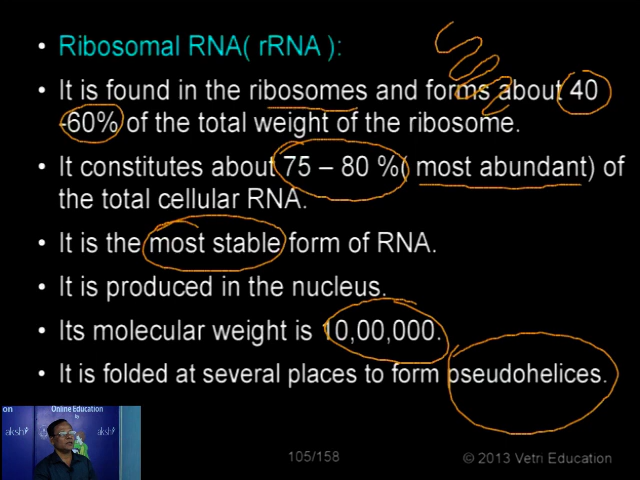 • Ribosomal RNA( rRNA ):
• It is found in the ribosomes and forms about 40
-60% of the total weight of the ribosome.
• It constitutes about 75 – 80 %( most abundant) of
the total cellular RNA.
• It is the most stable form of RNA.
• It is produced in the nucleus.
• Its molecular weight is 10,00,000.
• It is folded at several places to form pseudohelices.
Online Education
by
aksh
aksh
105/158
© 2013 Vetri Education